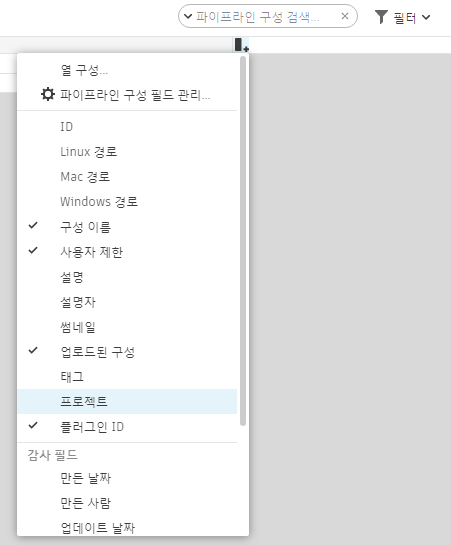 파이프라인 구성 검색...
필터
열 구성...
파이프라인 구성 필드 관리...
ID
Linux 경로
Mac 경로
Windows 경로
구성 이름
사용자 제한
설명
설명자
썸네일
업로드된 구성
태그
프로젝트
플러그인 ID
감사 필드
만든 날짜
만든 사람
업데이트 날짜